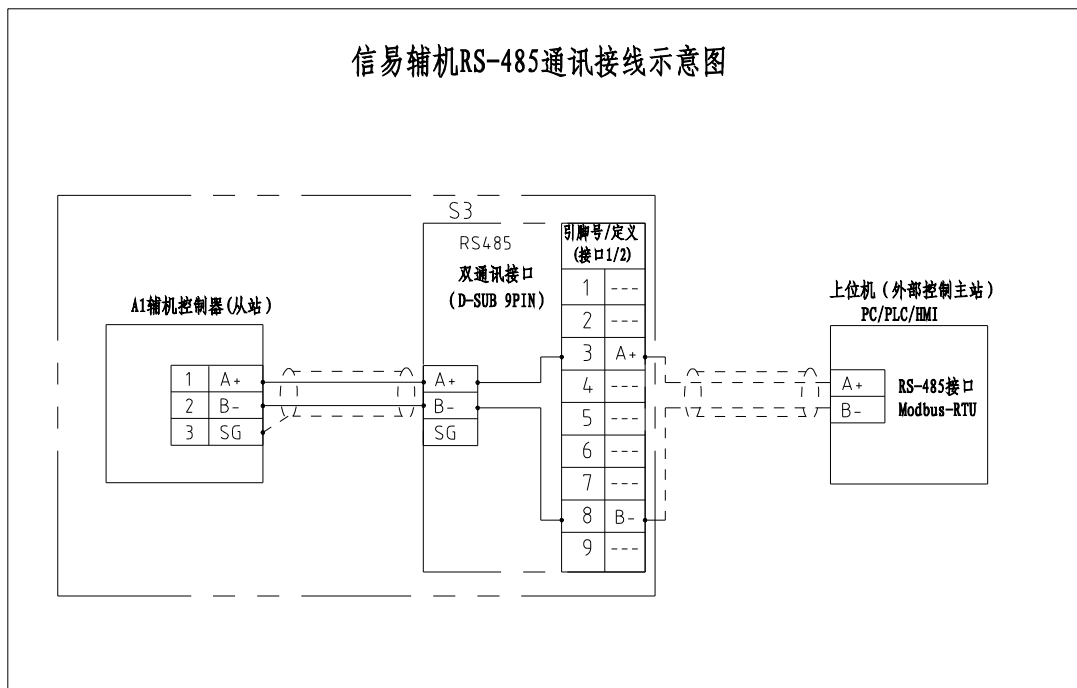 信易辅机RS-485通讯接线示意图
S3
RS485
双通讯接口
(D-SUB 9PIN)
引脚号/定义
(接口1/2)
1 ---
2 ---
3 A+
4 ---
5 ---
6 ---
7 ---
8 B-
9 ---
A1辅机控制器(从站)
1 A+
2 B-
3 SG
A+
B-
SG
上位机(外部控制主站)
PC/PLC/HMI
A+
B-
RS-485接口
Modbus-RTU